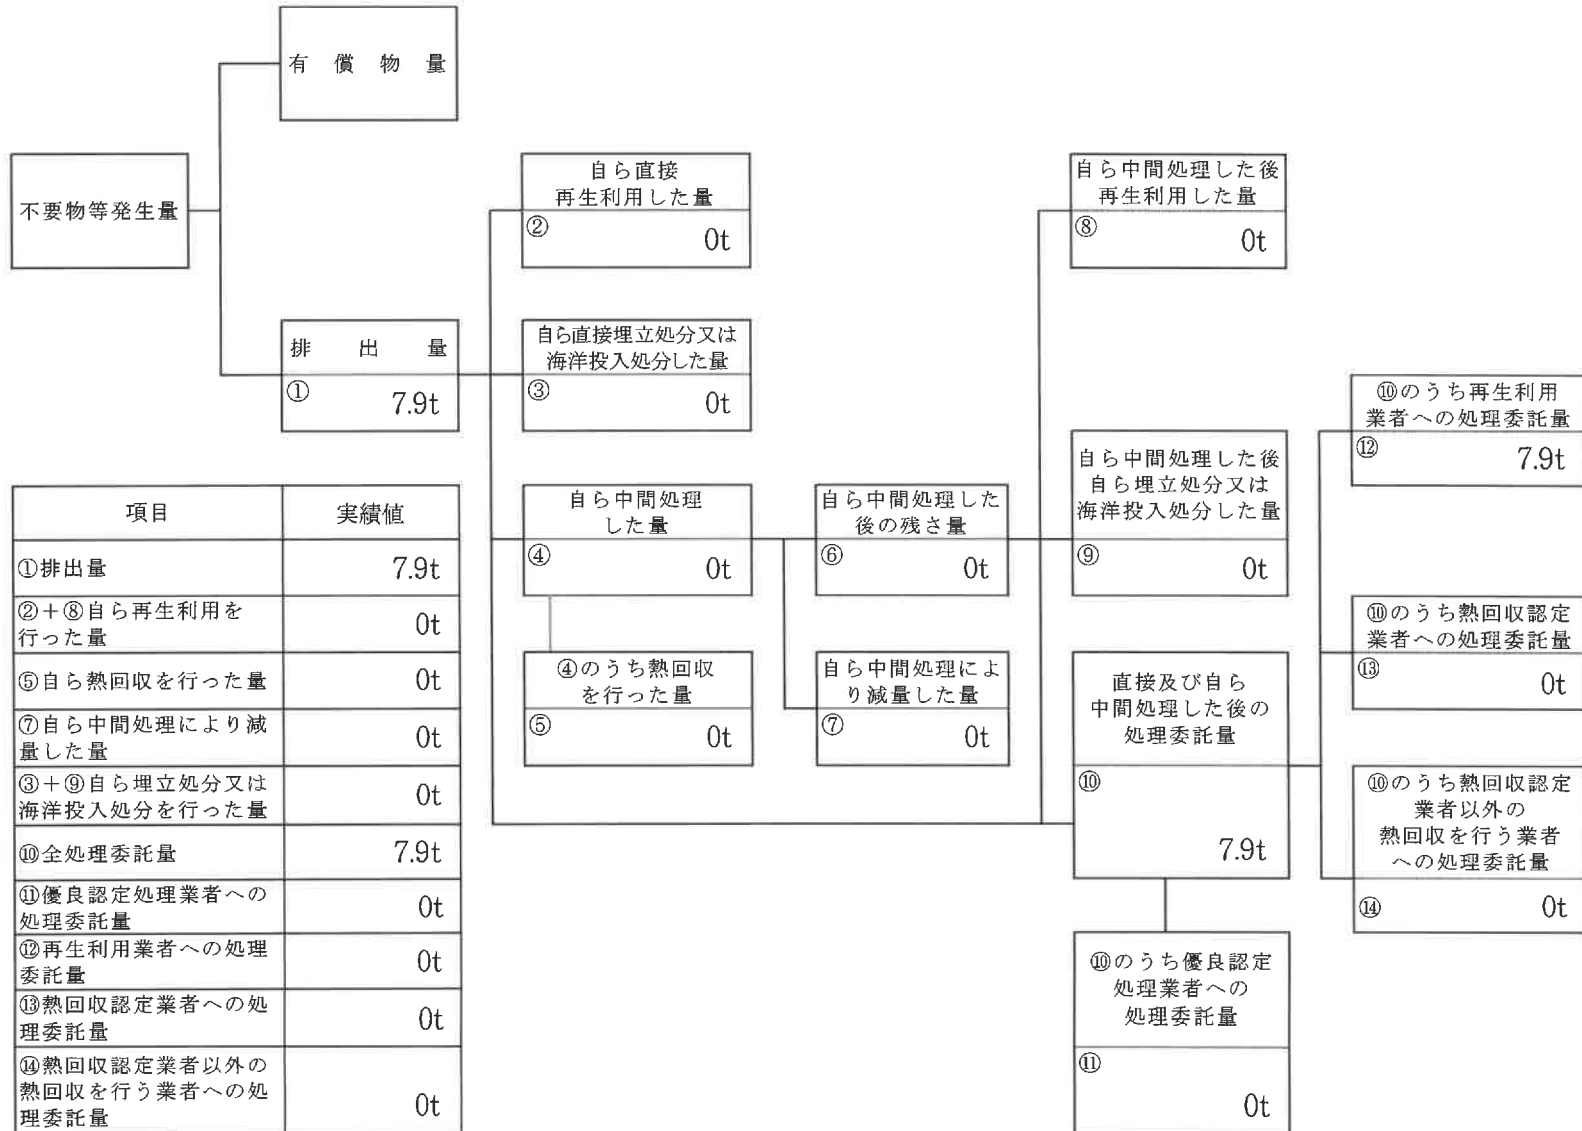 有償物量
不要物等発生量
排出量
① 7.9t
自ら直接
再生利用した量
② 0t
自ら直接埋立処分又は
海洋投入処分した量
③ 0t
自ら中間処理
した量
④ 0t
④のうち熱回収
を行った量
⑤ 0t
自ら中間処理した
後の残さ量
⑥ 0t
自ら中間処理によ
り減量した量
⑦ 0t
自ら中間処理した後
再生利用した量
⑧ 0t
自ら中間処理した後
自ら埋立処分又は
海洋投入処分した量
⑨ 0t
直接及び自ら
中間処理した後の
処理委託量
⑩
7.9t
⑩のうち優良認定
処理業者への
処理委託量
⑪
0t
⑩のうち再生利用
業者への処理委託量
⑫ 7.9t
⑩のうち熱回収認定
業者への処理委託量
⑬ 0t
⑩のうち熱回収認定
業者以外の
熱回収を行う業者
への処理委託量
⑭ 0t
項目 実績値
①排出量 7.9t
②+⑧自ら再生利用を
行った量 0t
⑤自ら熱回収を行った量 0t
⑦自ら中間処理により減
量した量 0t
③+⑨自ら埋立処分又は
海洋投入処分を行った量 0t
⑩全処理委託量 7.9t
⑪優良認定処理業者への
処理委託量 0t
⑫再生利用業者への処理
委託量 0t
⑬熱回収認定業者への処
理委託量 0t
⑭熱回収認定業者以外の
熱回収を行う業者への処
理委託量 0t